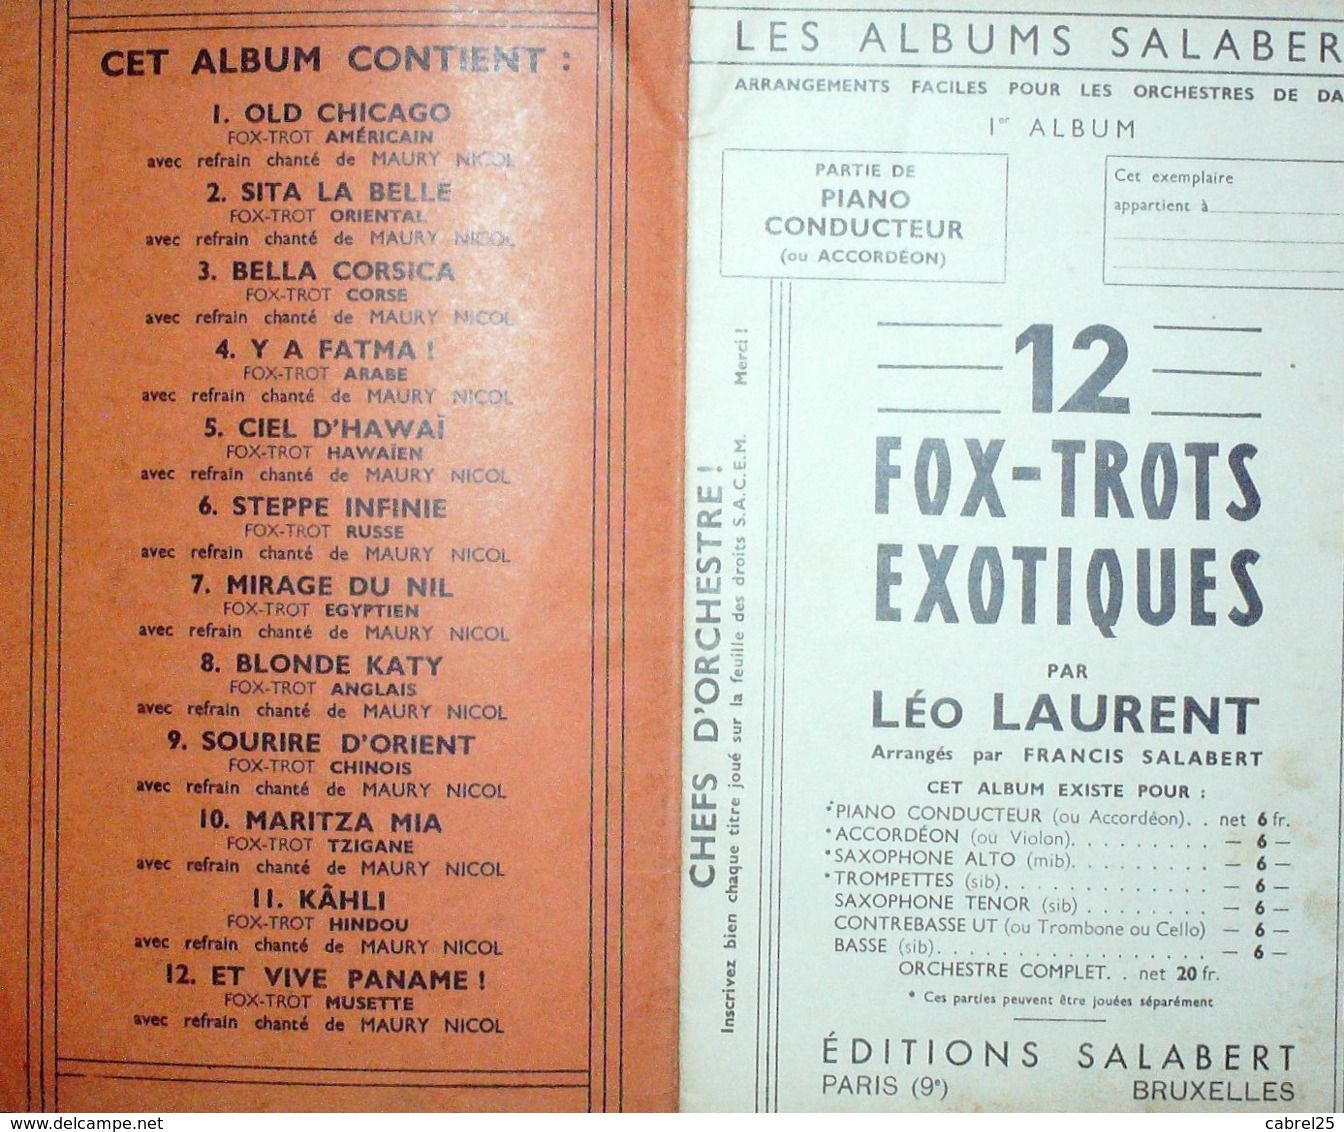 CET ALBUM CONTIENT :
1. OLD CHICAGO
FOX-TROT AMÉRICAIN
avec refrain chanté de MAURY NICOL
2. SITA LA BELLE
FOX-TROT ORIENTAL
avec refrain chanté de MAURY NICOL
3. BELLA CORSICA
FOX-TROT CORSE
avec refrain chanté de MAURY NICOL
4. Y A FATMA !
FOX-TROT ARABE
avec refrain chanté de MAURY NICOL
5. CIEL D'HAWAÏ
FOX-TROT HAWAÏEN
avec refrain chanté de MAURY NICOL
6. STEPPE INFINIE
FOX-TROT RUSSE
avec refrain chanté de MAURY NICOL
7. MIRAGE DU NIL
FOX-TROT EGYPTIEN
avec refrain chanté de MAURY NICOL
8. BLONDE KATY
FOX-TROT ANGLAIS
avec refrain chanté de MAURY NICOL
9. SOURIRE D'ORIENT
FOX-TROT CHINOIS
avec refrain chanté de MAURY NICOL
10. MARITZA MIA
FOX-TROT TZIGANE
avec refrain chanté de MAURY NICOL
11. KÂHLI
FOX-TROT HINDOU
avec refrain chanté de MAURY NICOL
12. ET VIVE PANAME !
FOX-TROT MUSETTE
avec refrain chanté de MAURY NICOL
LES ALBUMS SALABER
ARRANGEMENTS FACILES POUR LES ORCHESTRES DE DA
1er ALBUM
PARTIE DE
PIANO
CONDUCTEUR
(ou ACCORDÉON)
Cet exemplaire
appartient à
CHEFS D'ORCHESTRE !
Inscrivez bien chaque titre joué sur la feuille des droits S.A.C.E.M. Merci !
12
FOX-TROTS
EXOTIQUES
PAR
LÉO LAURENT
Arrangés par FRANCIS SALABERT
CET ALBUM EXISTE POUR :
*PIANO CONDUCTEUR (ou Accordéon). . net 6 fr.
*ACCORDÉON (ou Violon). . . . . . . . . . — 6 —
*SAXOPHONE ALTO (mib). . . . . . . . . . — 6 —
*TROMPETTES (sib). . . . . . . . . . . . . . — 6 —
SAXOPHONE TENOR (sib) . . . . . . . . — 6 —
CONTREBASSE UT (ou Trombone ou Cello) — 6 —
BASSE (sib). . . . . . . . . . . . . . . . . . . — 6 —
ORCHESTRE COMPLET. . net 20 fr.
* Ces parties peuvent être jouées séparément
ÉDITIONS SALABERT
PARIS (9e) BRUXELLES
www.delcampe.net
cabrel25